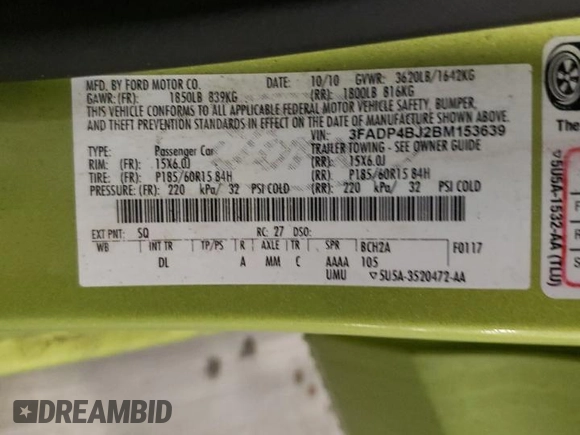 MFD. BY FORD MOTOR CO. 10/10 GVWR: 3620LB/1642KG
GAWR: (FR): 1850LB 839KG (RR): 1800LB 816KG
THIS VEHICLE CONFORMS TO ALL APPLICABLE FEDERAL MOTOR VEHICLE SAFETY, BUMPER,
AND THEFT PREVENTION STANDARDS IN EFFECT ON THE DATE OF MANUFACTURE SHOWN ABOVE.
VIN: 3FADP4BJ2BM153639
TYPE: Passenger Car TRAILER TOWING - SEE OWNER GUIDE
RIM: (FR): 15X6.0J (RR): 15X6.0J
TIRE: (FR): P185/60R15 84H (RR): P185/60R15 84H
PRESSURE: (FR): 220 kPa/ 32 PSI COLD (RR): 220 kPa/ 32 PSI COLD
EXT PNT: SQ RC: 27 DSO:
WB INT TR TP/PS R AXLE TR SPR BCH2A F0117
DL A MM C AAAA 105
UMU ▽5U5A-3520472-AA
The
▽5U5A-1532-AA (TLU)
F
R
S
DREAMBID